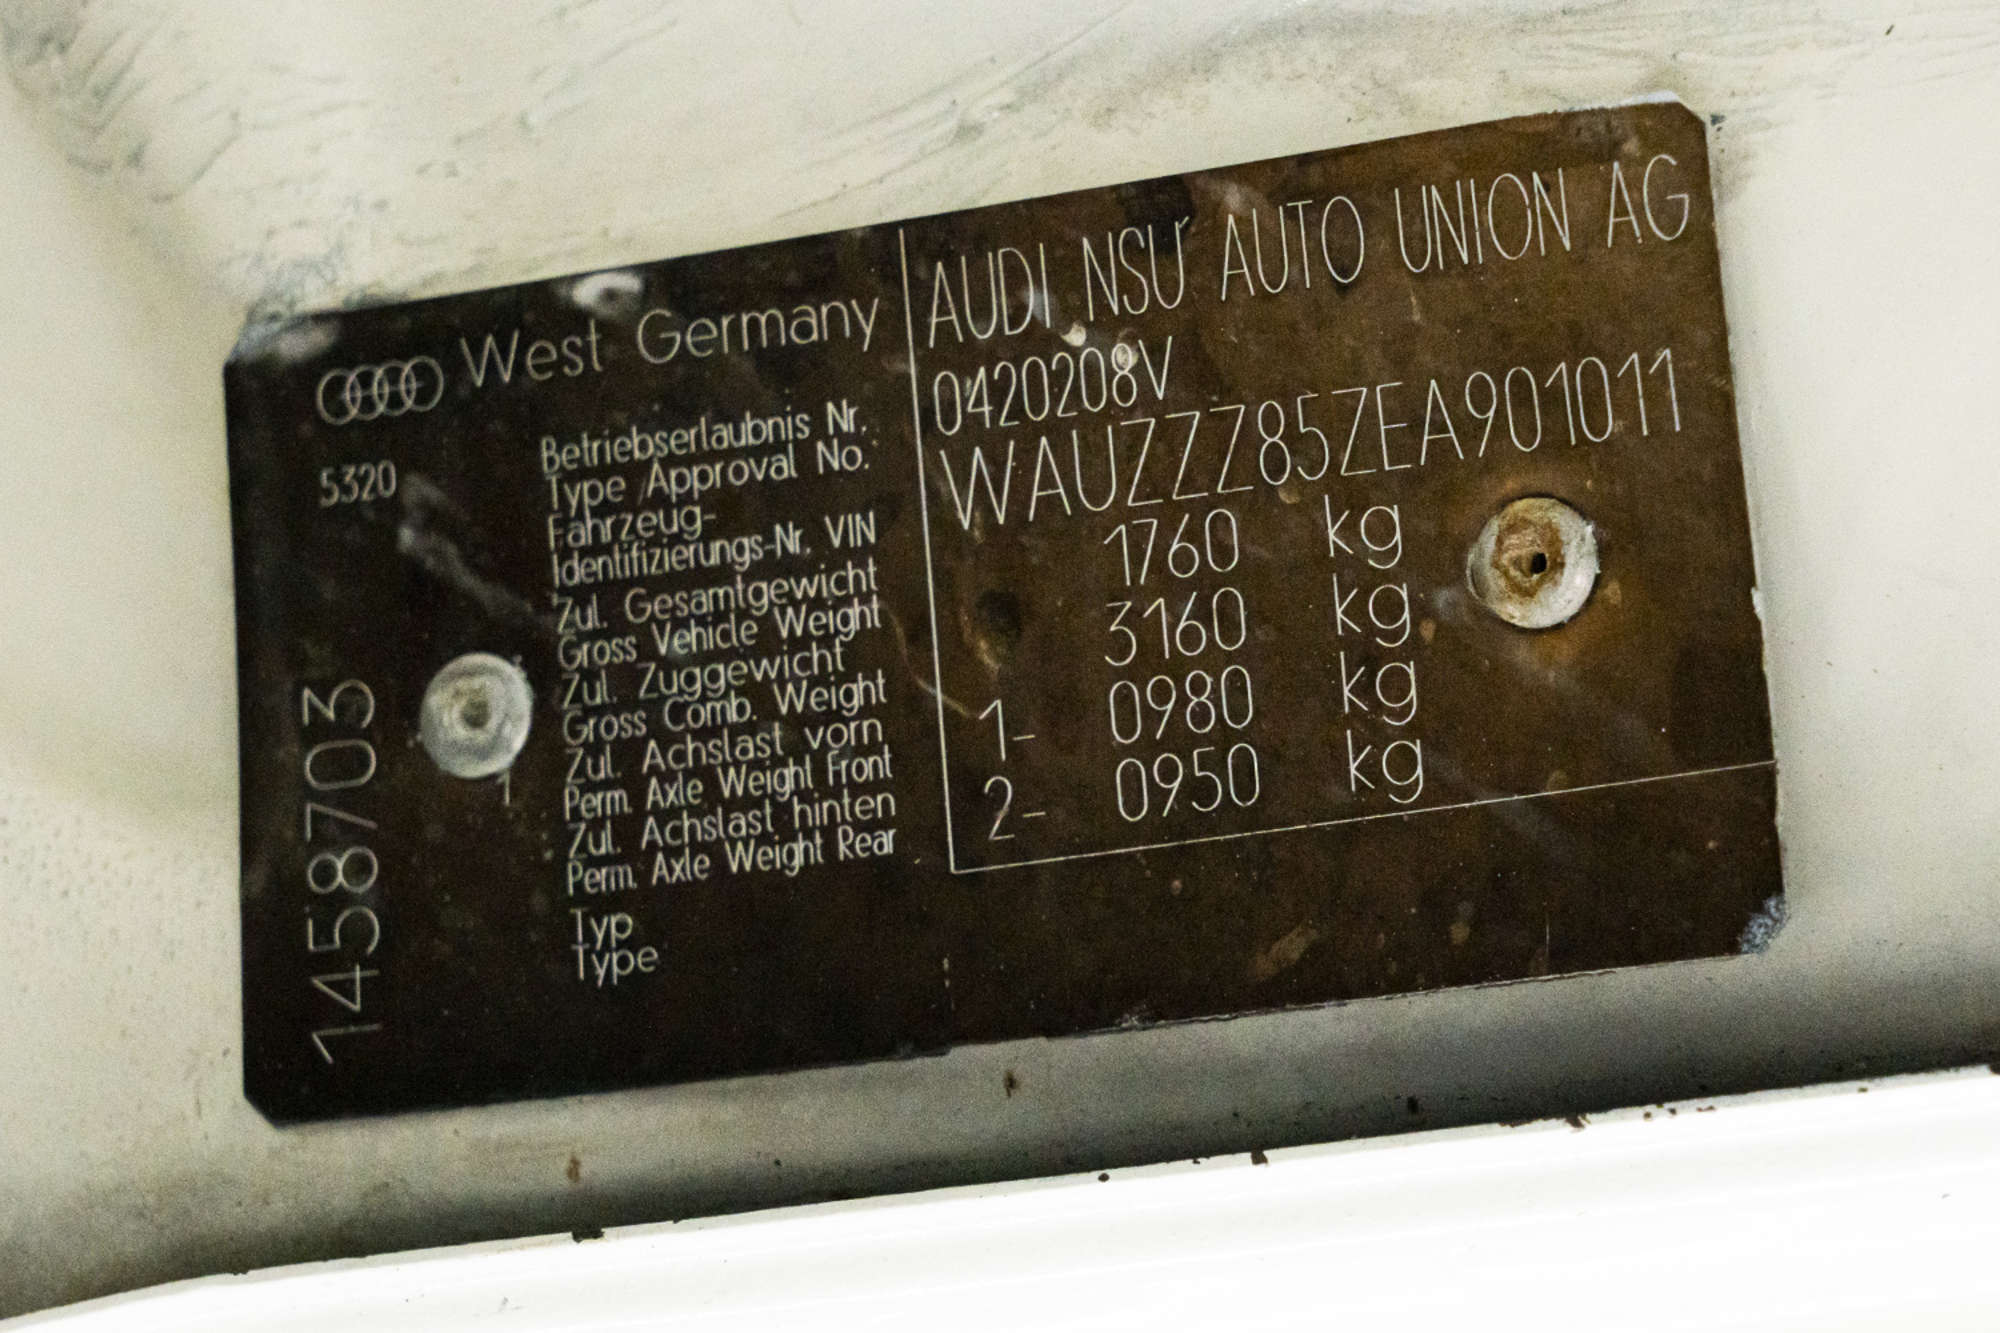 West Germany
AUDI NSU AUTO UNION AG
5320
Betriebserlaubnis Nr.
Type Approval No.
0420208V
Fahrzeug-
Identifizierungs-Nr. VIN
WAUZZZ85ZEA901011
Zul. Gesamtgewicht
Gross Vehicle Weight
1760 kg
Zul. Zuggewicht
Gross Comb. Weight
3160 kg
Zul. Achslast vorn
Perm. Axle Weight Front
1- 0980 kg
Zul. Achslast hinten
Perm. Axle Weight Rear
2- 0950 kg
Typ
Type
1458703
1